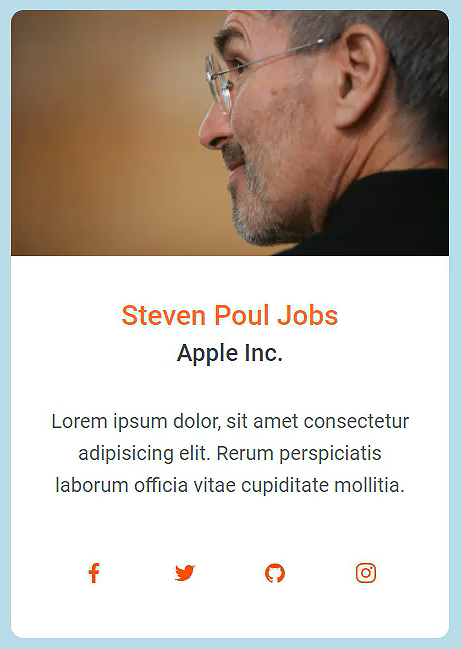 Steven Poul Jobs
Apple Inc.
Lorem ipsum dolor, sit amet consectetur
adipisicing elit. Rerum perspiciatis
laborum officia vitae cupiditate mollitia.